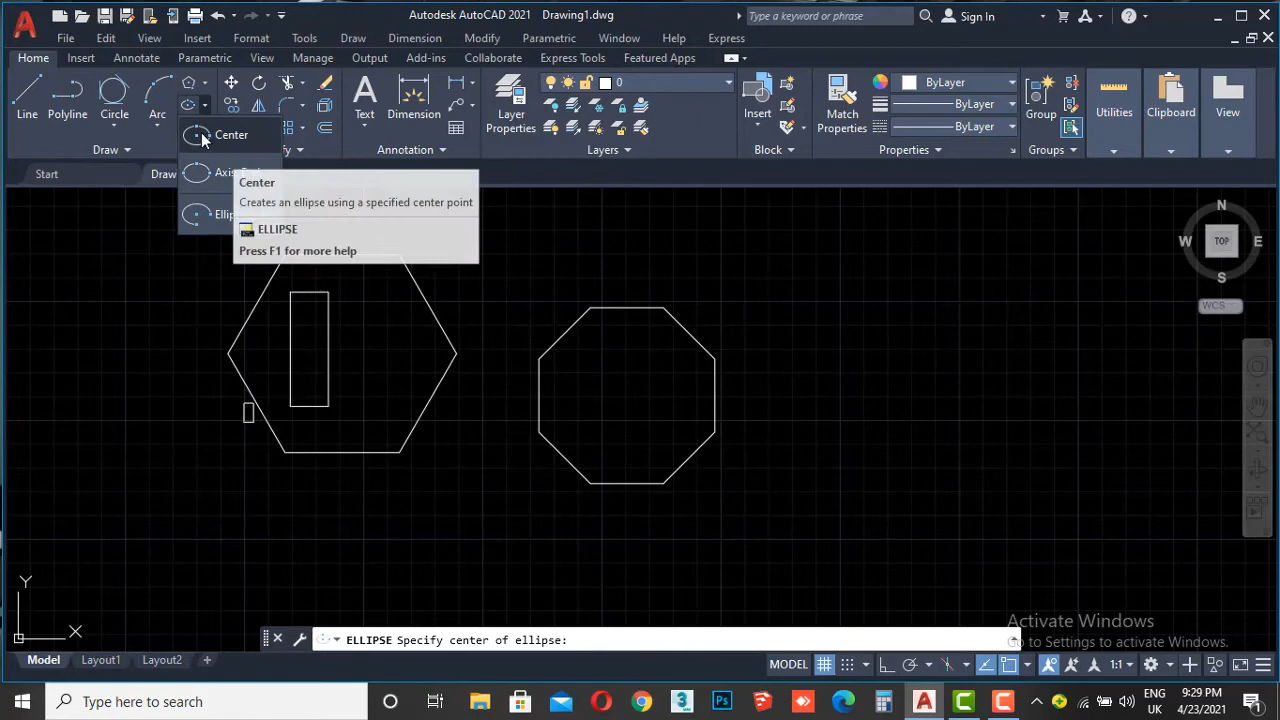 Autodesk AutoCAD 2021 Drawing1.dwg
Type a keyword or phrase
Sign In
File Edit View Insert Format Tools Draw Dimension Modify Parametric Window Help Express
Home Insert Annotate Parametric View Manage Output Add-ins Collaborate Express Tools Featured Apps
Line Polyline Circle Arc
Text Dimension
Layer
Properties
0
Insert
Match
Properties
ByLayer
ByLayer
ByLayer
Group
Utilities
Clipboard
View
Draw
Annotation
Layers
Block
Properties
Groups
Start
Center
Center
Creates an ellipse using a specified center point
ELLIPSE
Press F1 for more help
N
W TOP E
S
WCS
Y
X
Activate Windows
Go to Settings to activate Windows.
ELLIPSE Specify center of ellipse:
Model Layout1 Layout2
MODEL
1:1
Type here to search
Ps
3
ENG
UK
9:29 PM
4/23/2021
1